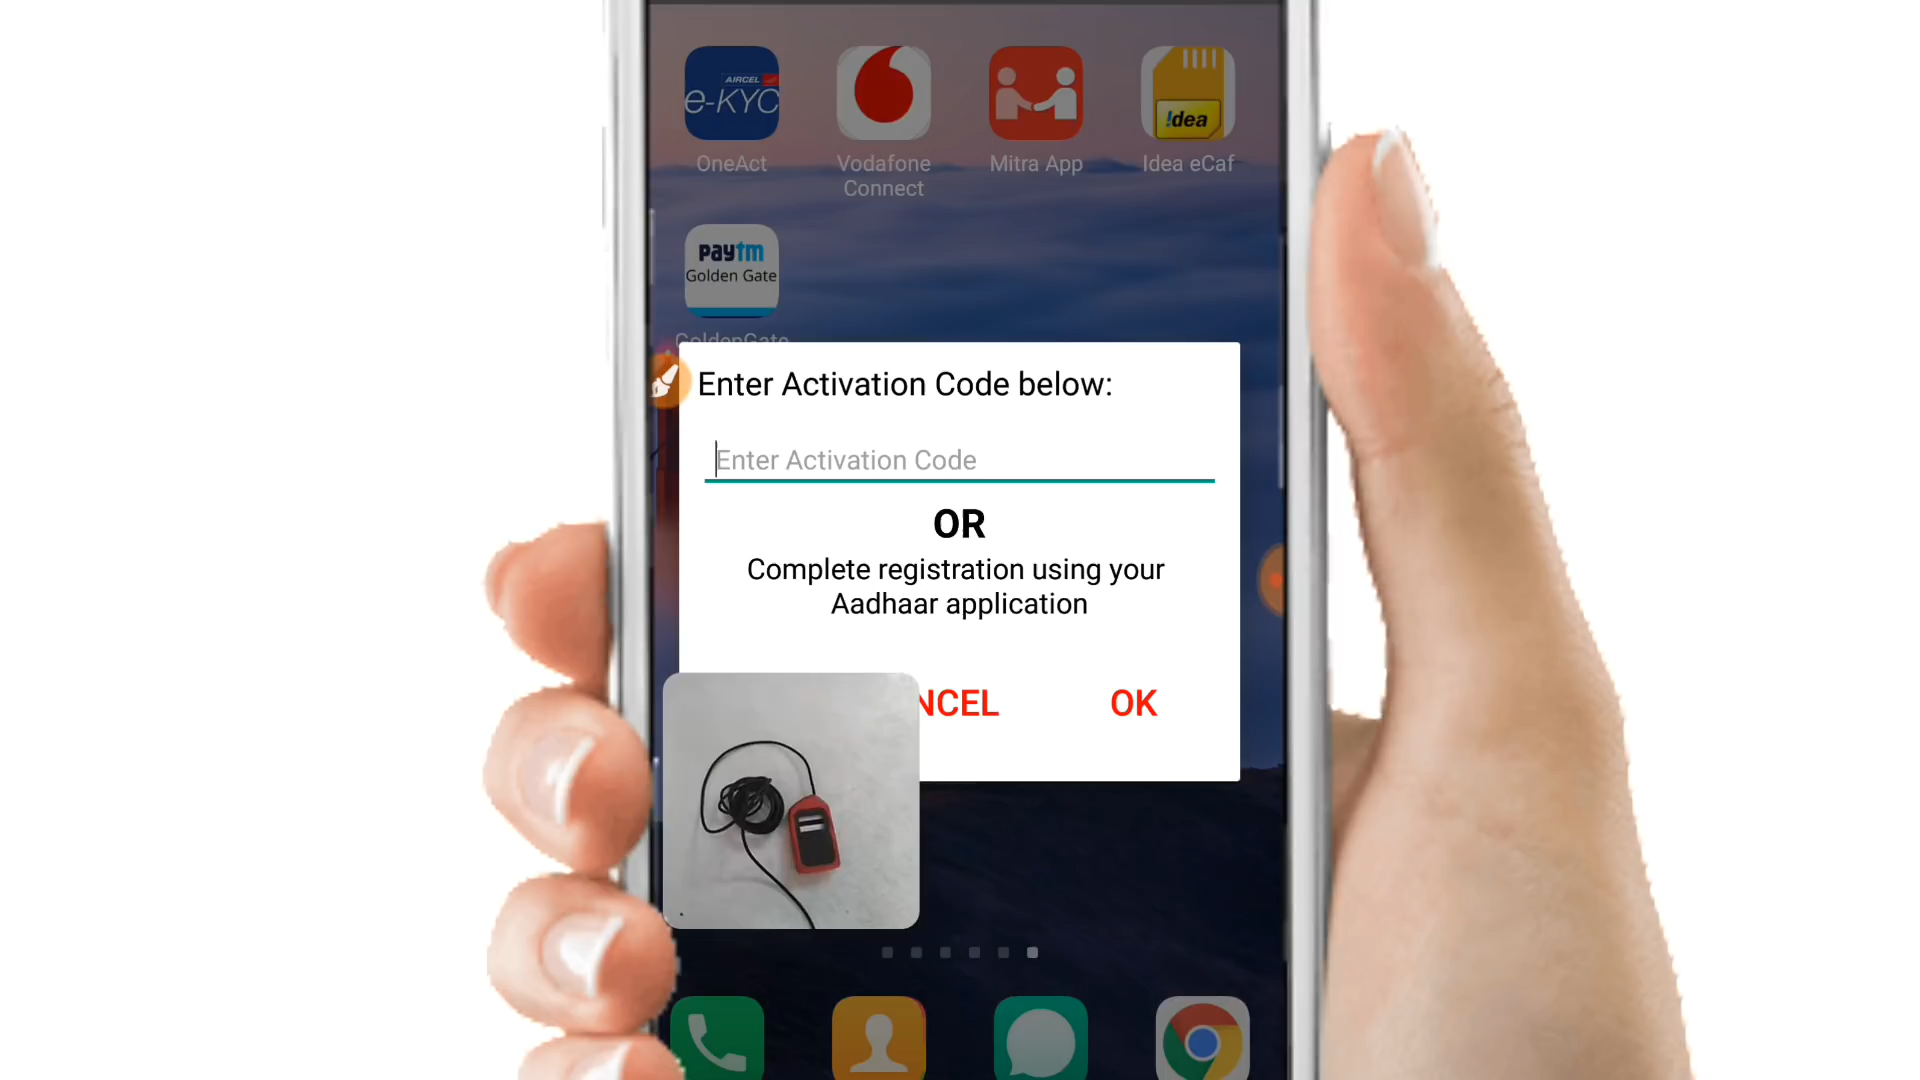 AIRCEL
e-KYC
!dea
OneAct
Vodafone
Connect
Mitra App
Idea eCaf
paytm
Golden Gate
GoldenGate
Enter Activation Code below:
Enter Activation Code
OR
Complete registration using your
Aadhaar application
NCEL
OK